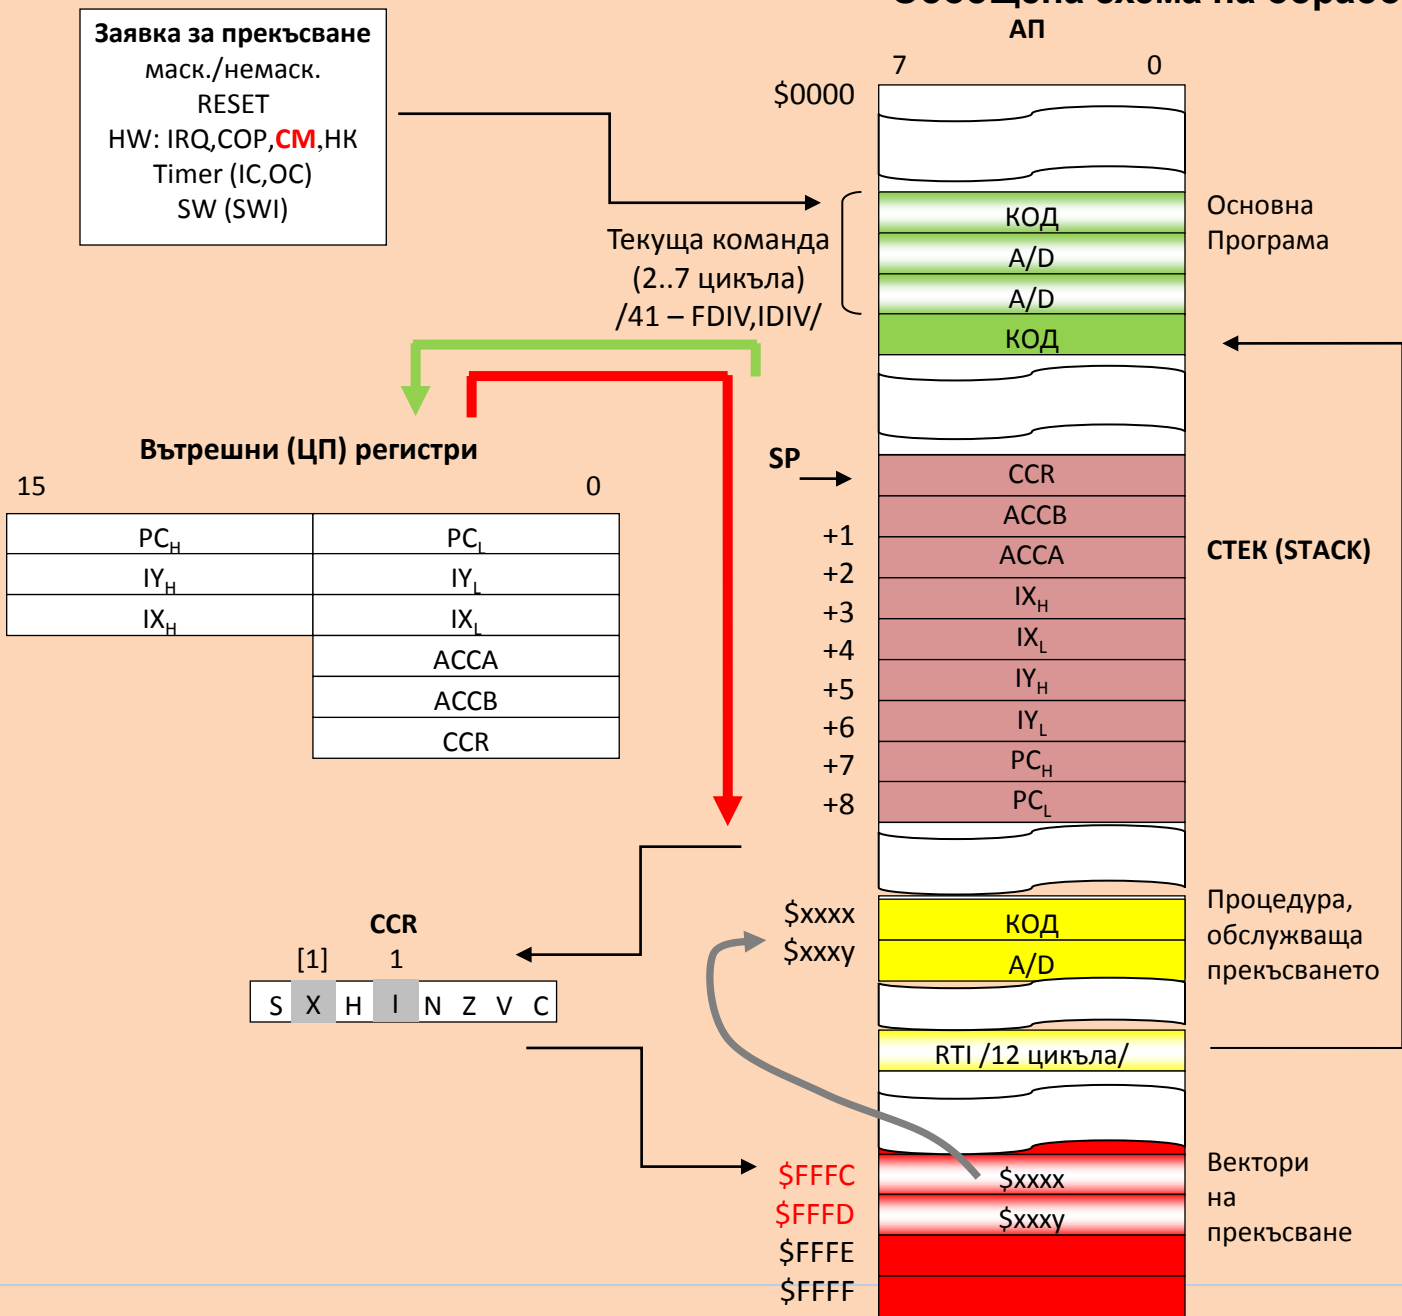 АП
Заявка за прекъсване
маск./немаск.
RESET
HW: IRQ,COP,CM,НК
Timer (IC,OC)
SW (SWI)
7 0
$0000
КОД
A/D
A/D
КОД
Основна
Програма
Текуща команда
(2..7 цикъла)
/41 – FDIV,IDIV/
Вътрешни (ЦП) регистри
15 0
PCH PCL
IYH IYL
IXH IXL
ACCA
ACCB
CCR
SP
CCR
+1 ACCB
+2 ACCA
+3 IXH
+4 IXL
+5 IYH
+6 IYL
+7 PCH
+8 PCL
СТЕК (STACK)
CCR
[1] 1
S X H I N Z V C
$xxxx КОД
$xxxy A/D
Процедура,
обслужваща
прекъсването
RTI /12 цикъла/
$FFFC $xxxx
$FFFD $xxxy
$FFFE
$FFFF
Вектори
на
прекъсване